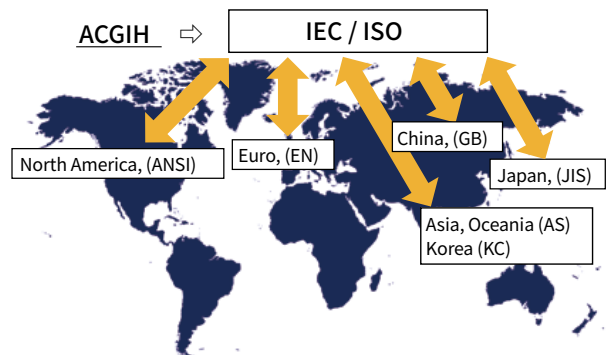 ACGIH ⇨ IEC / ISO
North America, (ANSI)
Euro, (EN)
China, (GB)
Japan, (JIS)
Asia, Oceania (AS)
Korea (KC)